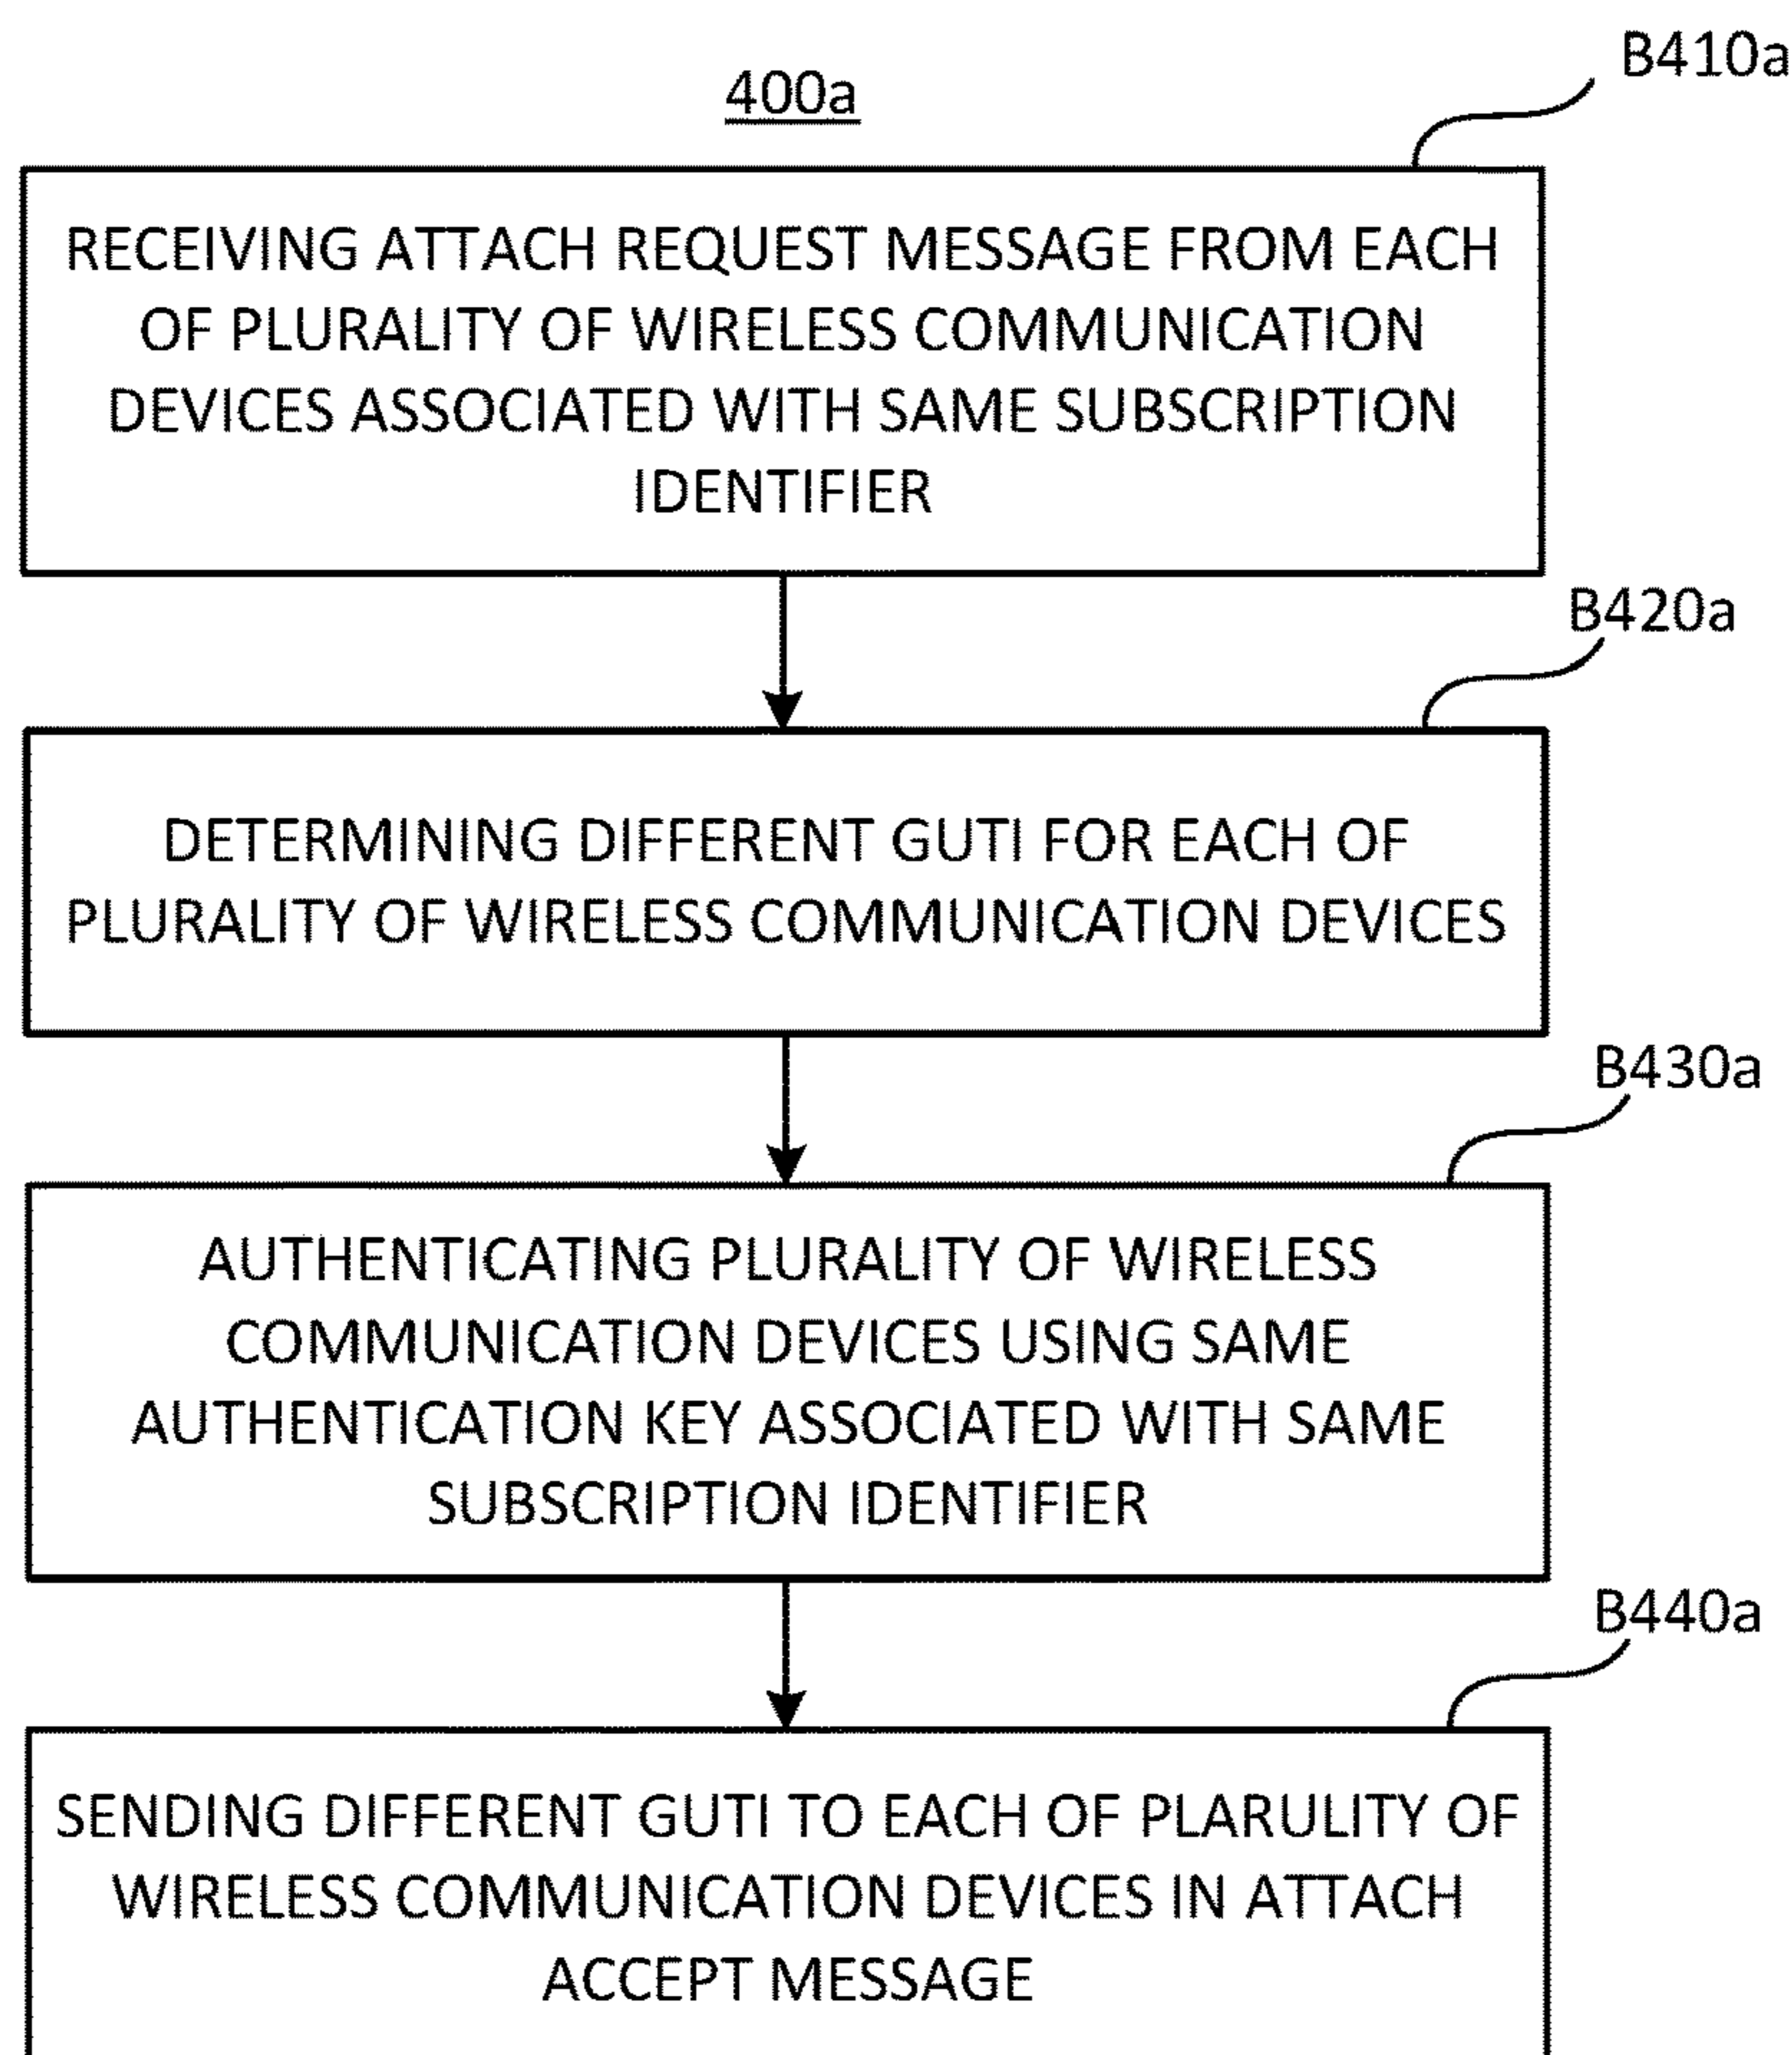 400a
B410a
RECEIVING ATTACH REQUEST MESSAGE FROM EACH
OF PLURALITY OF WIRELESS COMMUNICATION
DEVICES ASSOCIATED WITH SAME SUBSCRIPTION
IDENTIFIER
B420a
DETERMINING DIFFERENT GUTI FOR EACH OF
PLURALITY OF WIRELESS COMMUNICATION DEVICES
B430a
AUTHENTICATING PLURALITY OF WIRELESS
COMMUNICATION DEVICES USING SAME
AUTHENTICATION KEY ASSOCIATED WITH SAME
SUBSCRIPTION IDENTIFIER
B440a
SENDING DIFFERENT GUTI TO EACH OF PLARULITY OF
WIRELESS COMMUNICATION DEVICES IN ATTACH
ACCEPT MESSAGE